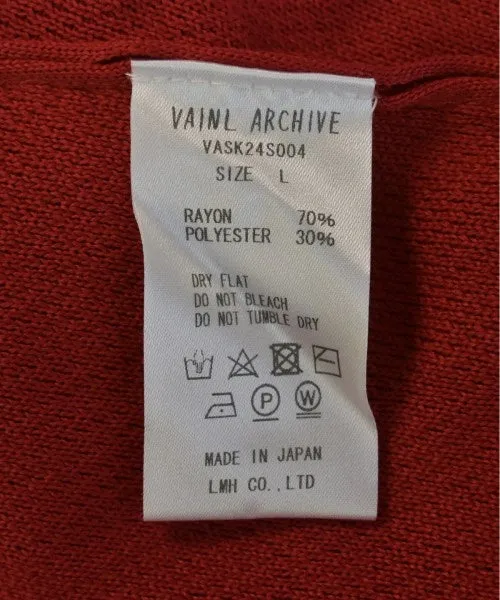 VAINL ARCHIVE
VASK24S004
SIZE L
RAYON 70%
POLYESTER 30%
DRY FLAT
DO NOT BLEACH
DO NOT TUMBLE DRY
P W
MADE IN JAPAN
LMH CO.,LTD